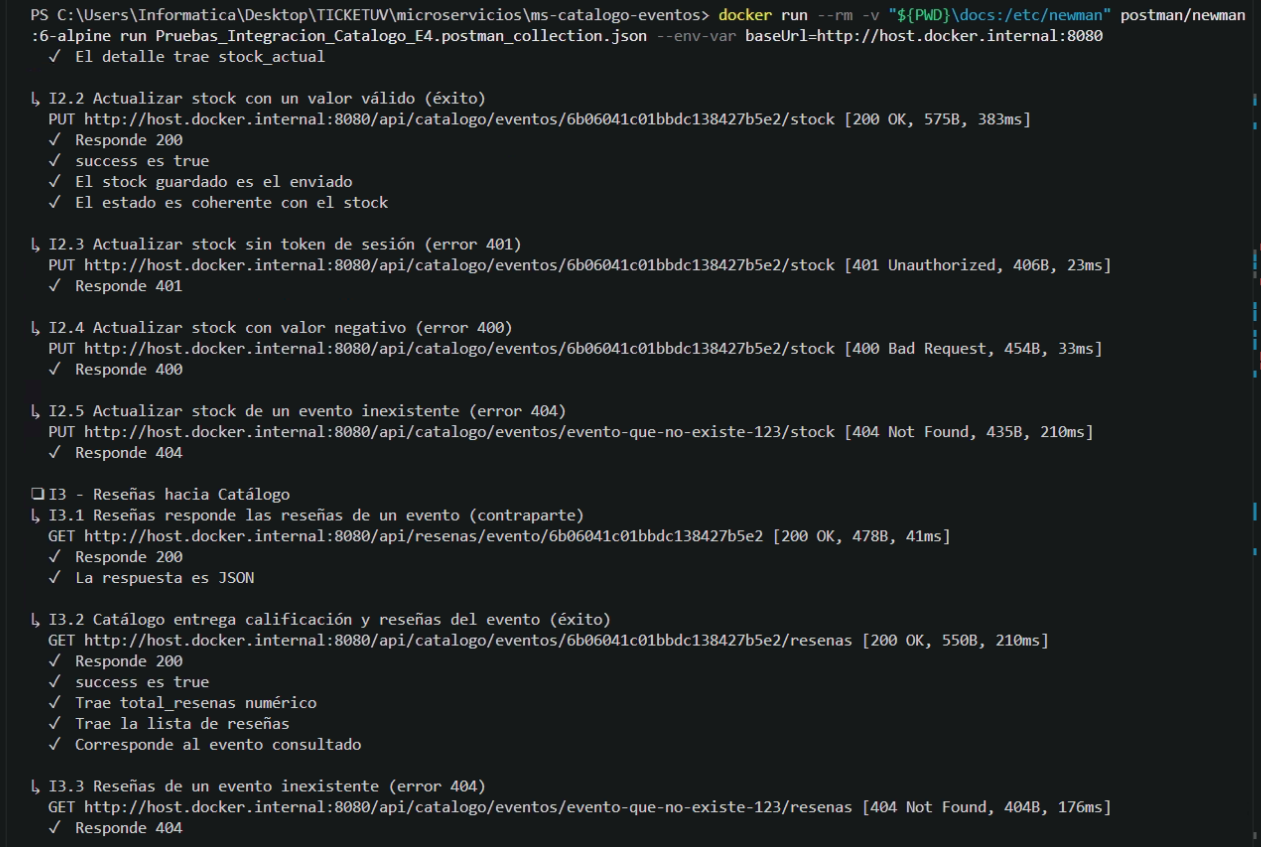 PS C:\Users\Informatica\Desktop\TICKETUV\microservicios\ms-catalogo-eventos> docker run --rm -v "${PWD}\docs:/etc/newman" postman/newman
:6-alpine run Pruebas_Integracion_Catalogo_E4.postman_collection.json --env-var baseUrl=http://host.docker.internal:8080
√ El detalle trae stock_actual
↳ I2.2 Actualizar stock con un valor válido (éxito)
PUT http://host.docker.internal:8080/api/catalogo/eventos/6b06041c01bbdc138427b5e2/stock [200 OK, 575B, 383ms]
√ Responde 200
√ success es true
√ El stock guardado es el enviado
√ El estado es coherente con el stock
↳ I2.3 Actualizar stock sin token de sesión (error 401)
PUT http://host.docker.internal:8080/api/catalogo/eventos/6b06041c01bbdc138427b5e2/stock [401 Unauthorized, 406B, 23ms]
√ Responde 401
↳ I2.4 Actualizar stock con valor negativo (error 400)
PUT http://host.docker.internal:8080/api/catalogo/eventos/6b06041c01bbdc138427b5e2/stock [400 Bad Request, 454B, 33ms]
√ Responde 400
↳ I2.5 Actualizar stock de un evento inexistente (error 404)
PUT http://host.docker.internal:8080/api/catalogo/eventos/evento-que-no-existe-123/stock [404 Not Found, 435B, 210ms]
√ Responde 404
❏ I3 - Reseñas hacia Catálogo
↳ I3.1 Reseñas responde las reseñas de un evento (contraparte)
GET http://host.docker.internal:8080/api/resenas/evento/6b06041c01bbdc138427b5e2 [200 OK, 478B, 41ms]
√ Responde 200
√ La respuesta es JSON
↳ I3.2 Catálogo entrega calificación y reseñas del evento (éxito)
GET http://host.docker.internal:8080/api/catalogo/eventos/6b06041c01bbdc138427b5e2/resenas [200 OK, 550B, 210ms]
√ Responde 200
√ success es true
√ Trae total_resenas numérico
√ Trae la lista de reseñas
√ Corresponde al evento consultado
↳ I3.3 Reseñas de un evento inexistente (error 404)
GET http://host.docker.internal:8080/api/catalogo/eventos/evento-que-no-existe-123/resenas [404 Not Found, 404B, 176ms]
√ Responde 404